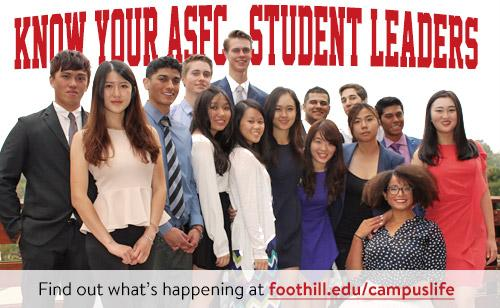 KNOW YOUR ASFC STUDENT LEADERS
Find out what's happening at foothill.edu/campuslife